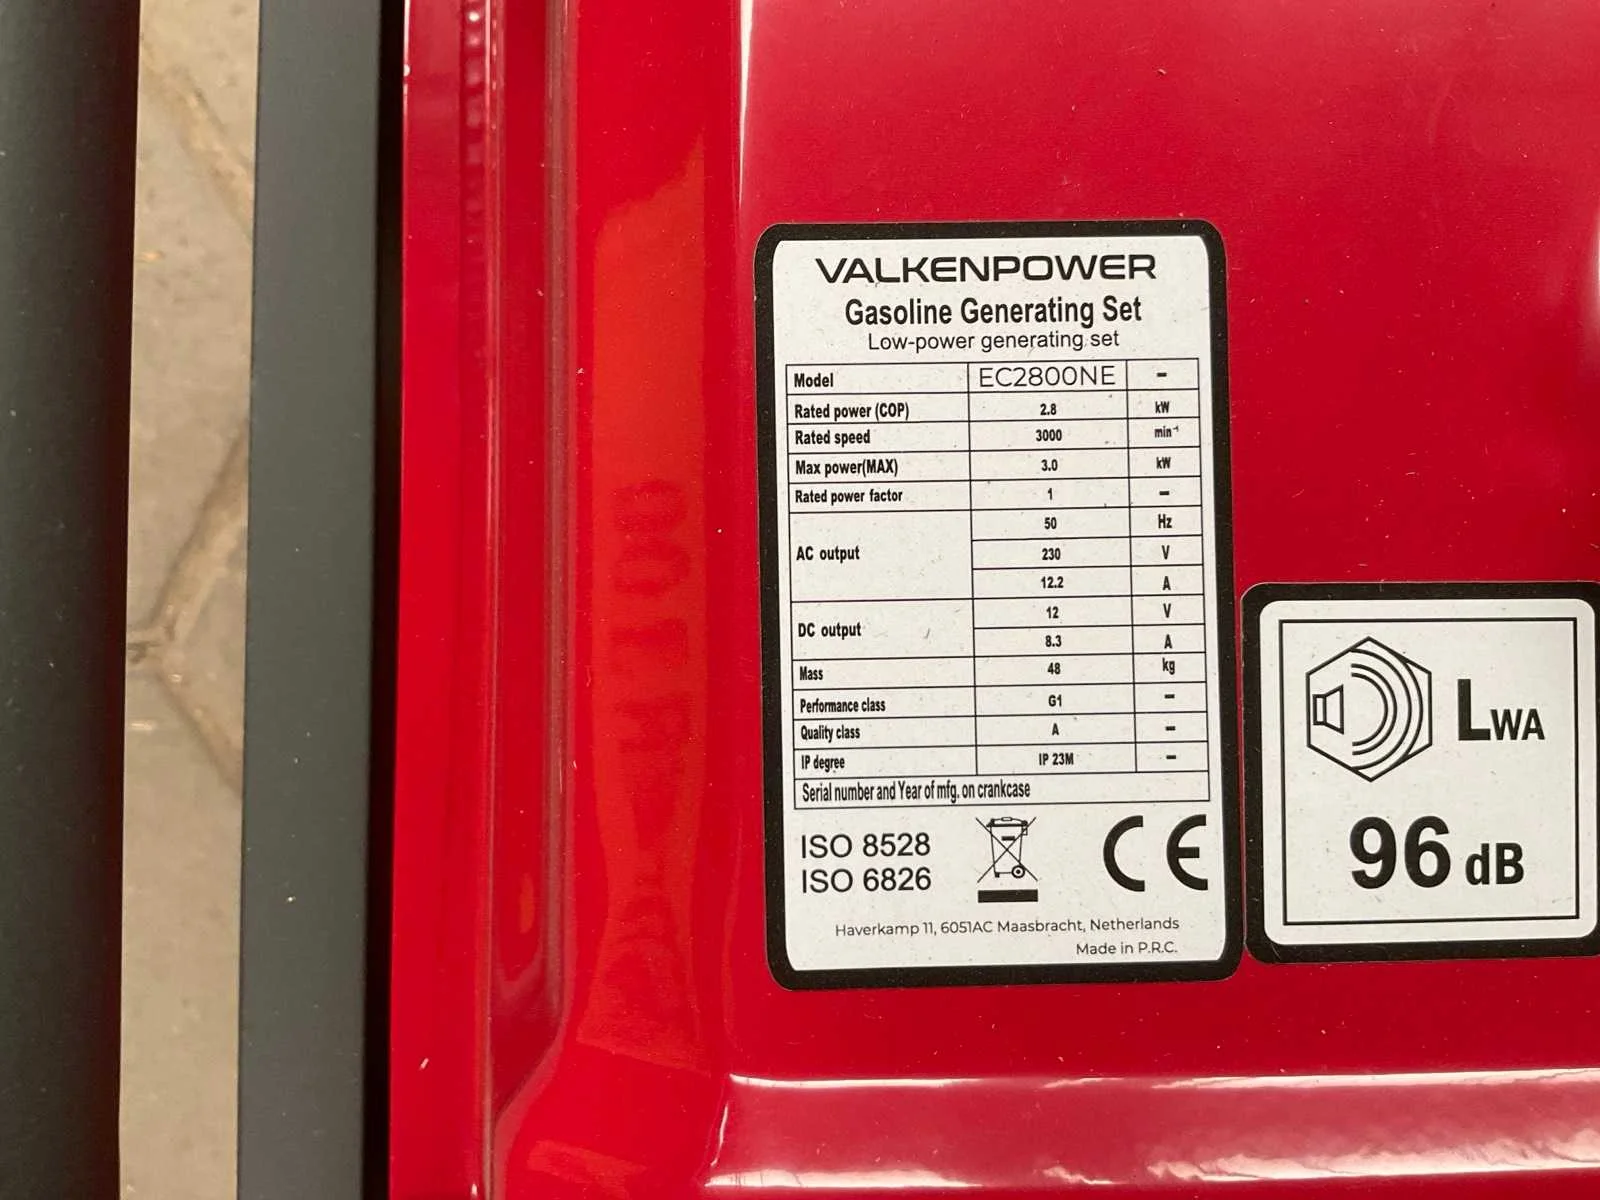 VALKENPOWER
Gasoline Generating Set
Low-power generating set
Model EC2800NE -
Rated power (COP) 2.8 kW
Rated speed 3000 min⁻¹
Max power(MAX) 3.0 kW
Rated power factor 1 -
AC output 50 Hz
230 V
12.2 A
DC output 12 V
8.3 A
Mass 48 kg
Performance class G1 -
Quality class A -
IP degree IP 23M -
Serial number and Year of mfg. on crankcase
ISO 8528
ISO 6826
CE
Haverkamp 11, 6051AC Maasbracht, Netherlands
Made in P.R.C.
LWA
96 dB